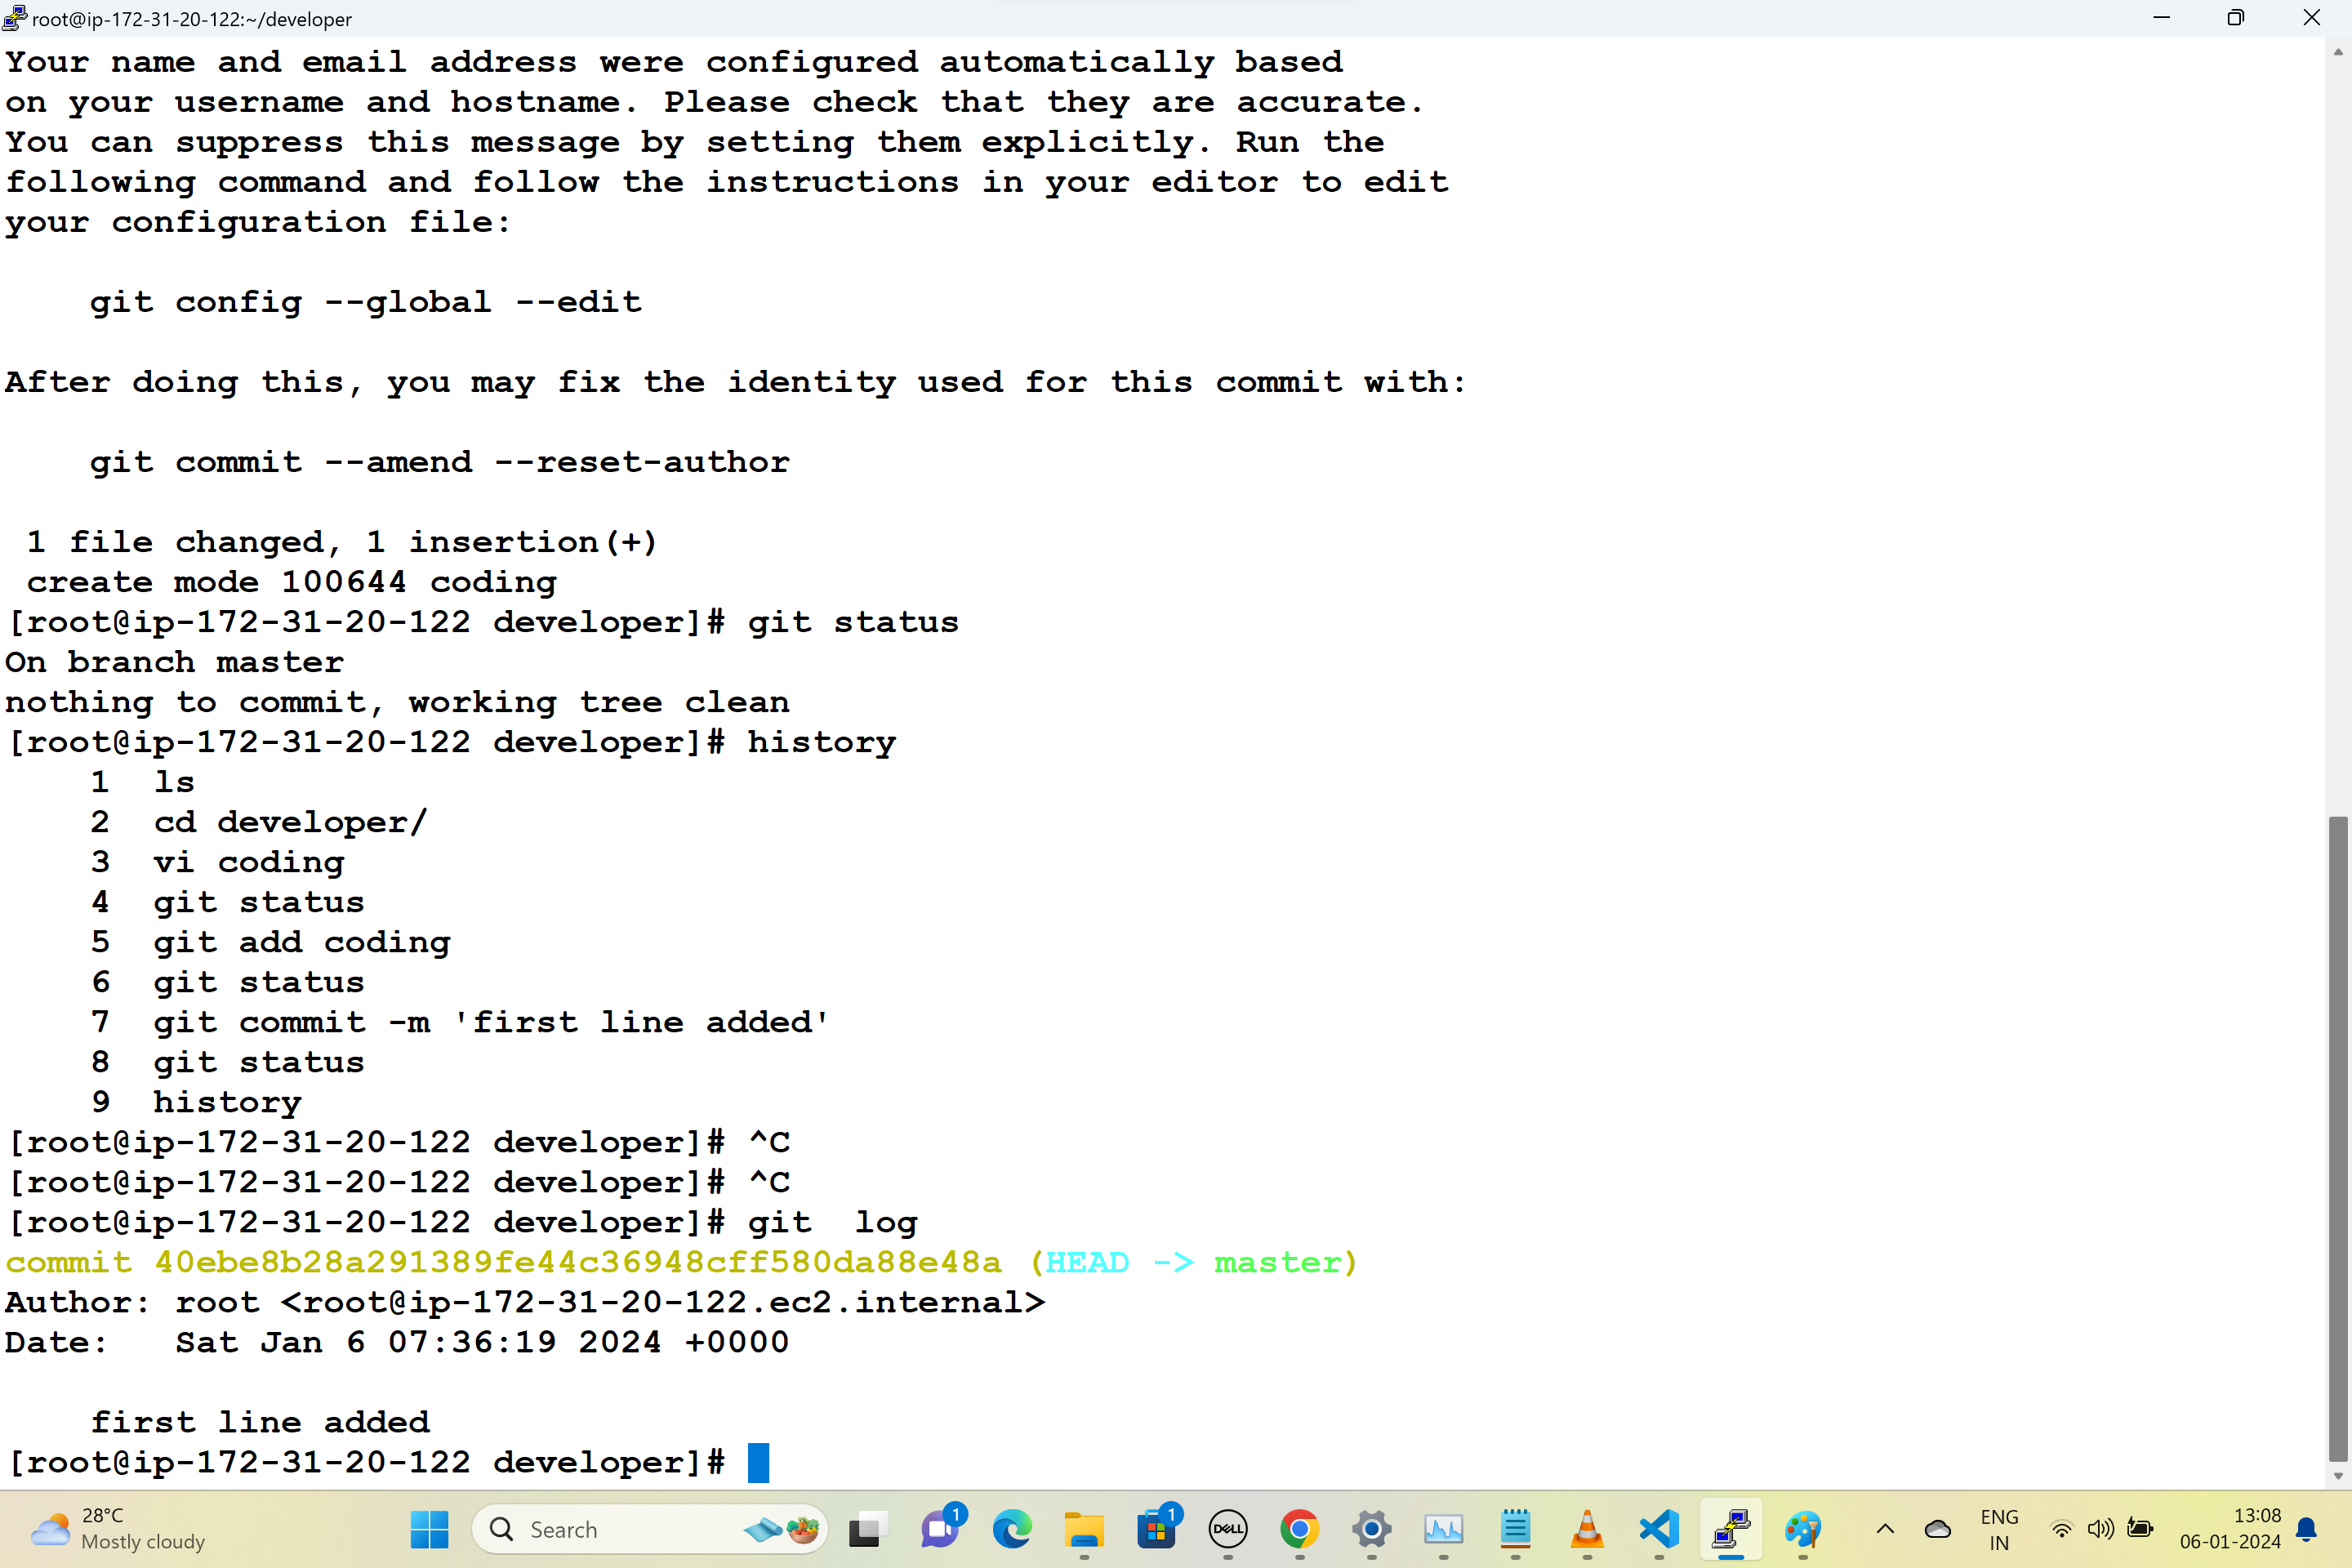 root@ip-172-31-20-122:~/developer
Your name and email address were configured automatically based
on your username and hostname. Please check that they are accurate.
You can suppress this message by setting them explicitly. Run the
following command and follow the instructions in your editor to edit
your configuration file:
    git config --global --edit
After doing this, you may fix the identity used for this commit with:
    git commit --amend --reset-author
 1 file changed, 1 insertion(+)
 create mode 100644 coding
[root@ip-172-31-20-122 developer]# git status
On branch master
nothing to commit, working tree clean
[root@ip-172-31-20-122 developer]# history
    1  ls
    2  cd developer/
    3  vi coding
    4  git status
    5  git add coding
    6  git status
    7  git commit -m 'first line added'
    8  git status
    9  history
[root@ip-172-31-20-122 developer]# ^C
[root@ip-172-31-20-122 developer]# ^C
[root@ip-172-31-20-122 developer]# git  log
commit 40ebe8b28a291389fe44c36948cff580da88e48a (HEAD -> master)
Author: root <root@ip-172-31-20-122.ec2.internal>
Date:   Sat Jan 6 07:36:19 2024 +0000
    first line added
[root@ip-172-31-20-122 developer]#
28°C
Mostly cloudy
Search
1
1
DELL
ENG
IN
13:08
06-01-2024